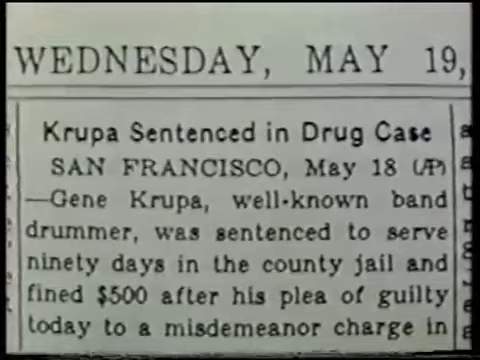 WEDNESDAY, MAY 19,
Krupa Sentenced in Drug Case
SAN FRANCISCO, May 18 (AP)
—Gene Krupa, well-known band
drummer, was sentenced to serve
ninety days in the county jail and
fined $500 after his plea of guilty
today to a misdemeanor charge in